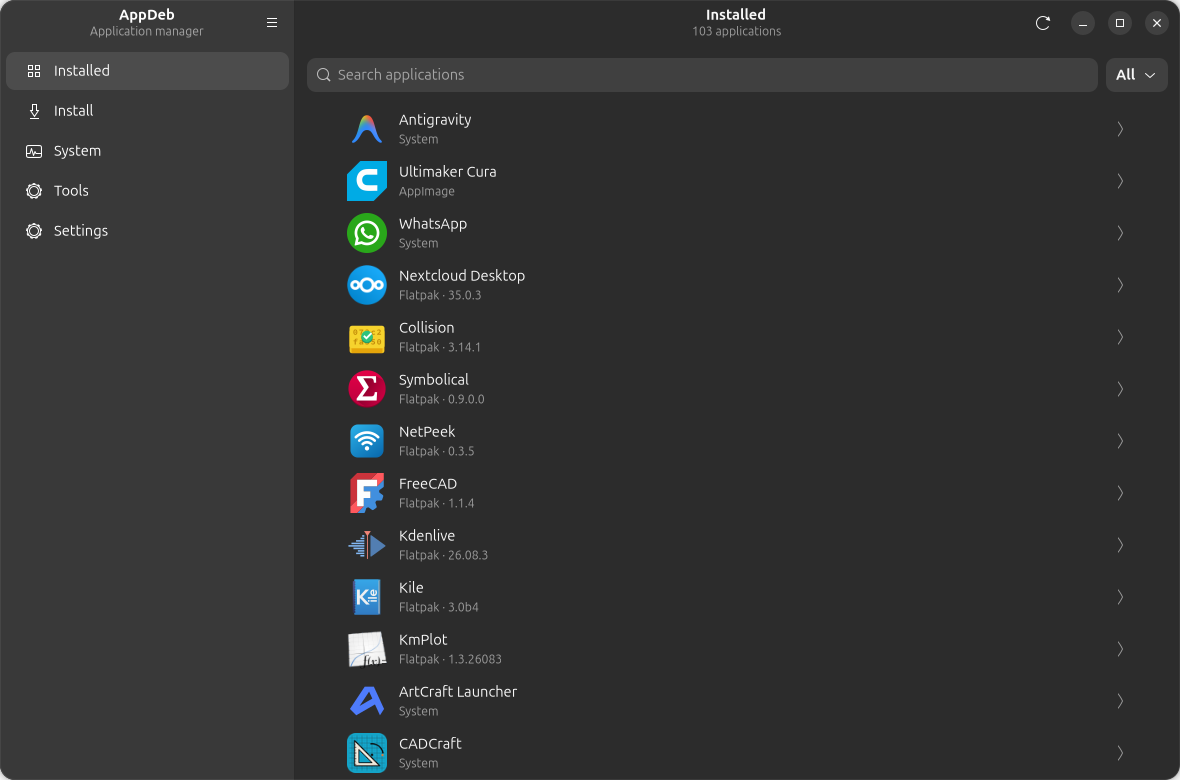 AppDeb
Application manager
Installed
Install
System
Tools
Settings
Installed
103 applications
Search applications
All
Antigravity
System
Ultimaker Cura
AppImage
WhatsApp
System
Nextcloud Desktop
Flatpak · 35.0.3
Collision
Flatpak · 3.14.1
Symbolical
Flatpak · 0.9.0.0
NetPeek
Flatpak · 0.3.5
FreeCAD
Flatpak · 1.1.4
Kdenlive
Flatpak · 26.08.3
Kile
Kile
Flatpak · 3.0b4
f(x)=
KmPlot
Flatpak · 1.3.26083
ArtCraft Launcher
System
CADCraft
System